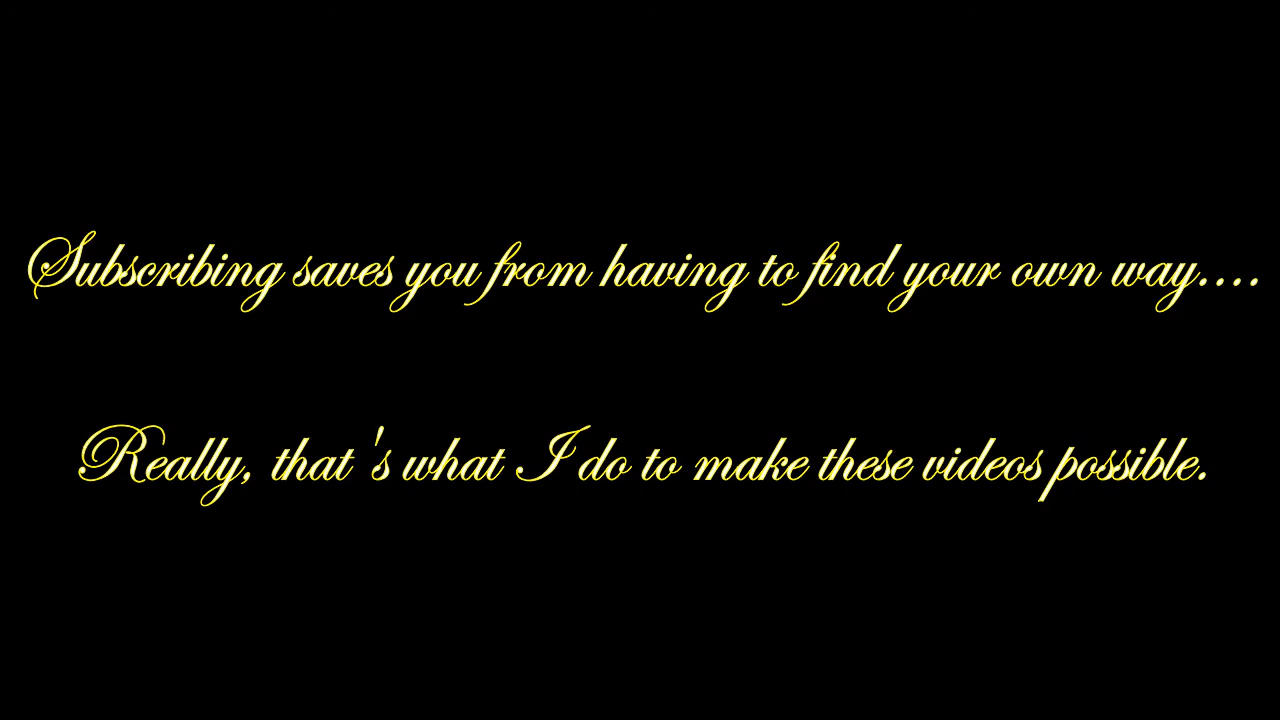 Subscribing saves you from having to find your own way....
Really, that's what I do to make these videos possible.